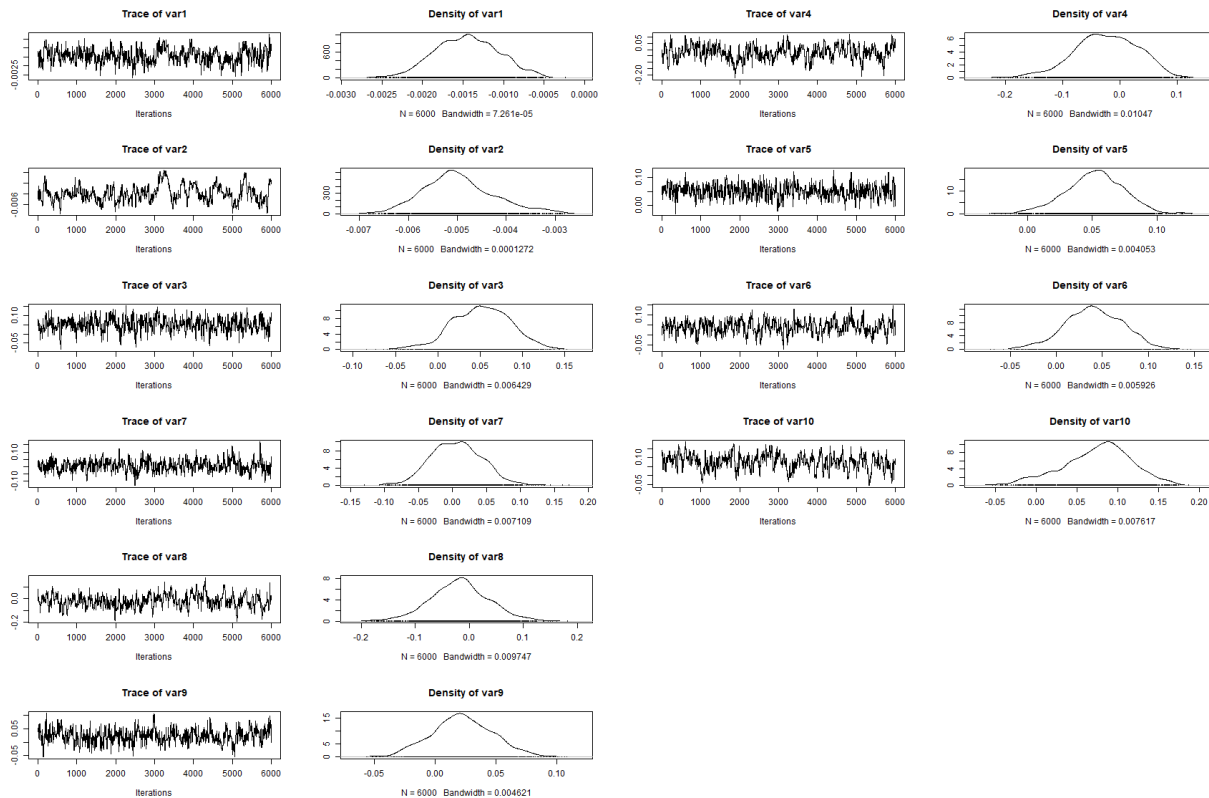 Trace of var1
-0.0025
0 1000 2000 3000 4000 5000 6000
Iterations
Density of var1
0 600
-0.0030 -0.0025 -0.0020 -0.0015 -0.0010 -0.0005 0.0000
N = 6000 Bandwidth = 7.261e-05
Trace of var4
-0.20 0.05
0 1000 2000 3000 4000 5000 6000
Iterations
Density of var4
0 2 4 6
-0.2 -0.1 0.0 0.1
N = 6000 Bandwidth = 0.01047
Trace of var2
-0.006
0 1000 2000 3000 4000 5000 6000
Iterations
Density of var2
0 300
-0.007 -0.006 -0.005 -0.004 -0.003
N = 6000 Bandwidth = 0.0001272
Trace of var5
0.00 0.10
0 1000 2000 3000 4000 5000 6000
Iterations
Density of var5
0 10
0.00 0.05 0.10
N = 6000 Bandwidth = 0.004053
Trace of var3
-0.05 0.10
0 1000 2000 3000 4000 5000 6000
Iterations
Density of var3
0 4 8
-0.10 -0.05 0.00 0.05 0.10 0.15
N = 6000 Bandwidth = 0.006429
Trace of var6
-0.05 0.10
0 1000 2000 3000 4000 5000 6000
Iterations
Density of var6
0 4 8
-0.05 0.00 0.05 0.10 0.15
N = 6000 Bandwidth = 0.005926
Trace of var7
-0.10 0.10
0 1000 2000 3000 4000 5000 6000
Iterations
Density of var7
0 4 8
-0.15 -0.10 -0.05 0.00 0.05 0.10 0.15 0.20
N = 6000 Bandwidth = 0.007109
Trace of var10
-0.05 0.10
0 1000 2000 3000 4000 5000 6000
Iterations
Density of var10
0 4 8
-0.05 0.00 0.05 0.10 0.15 0.20
N = 6000 Bandwidth = 0.007617
Trace of var8
-0.2 0.0
0 1000 2000 3000 4000 5000 6000
Iterations
Density of var8
0 4 8
-0.2 -0.1 0.0 0.1 0.2
N = 6000 Bandwidth = 0.009747
Trace of var9
-0.05 0.05
0 1000 2000 3000 4000 5000 6000
Iterations
Density of var9
0 5 15
-0.05 0.00 0.05 0.10
N = 6000 Bandwidth = 0.004621